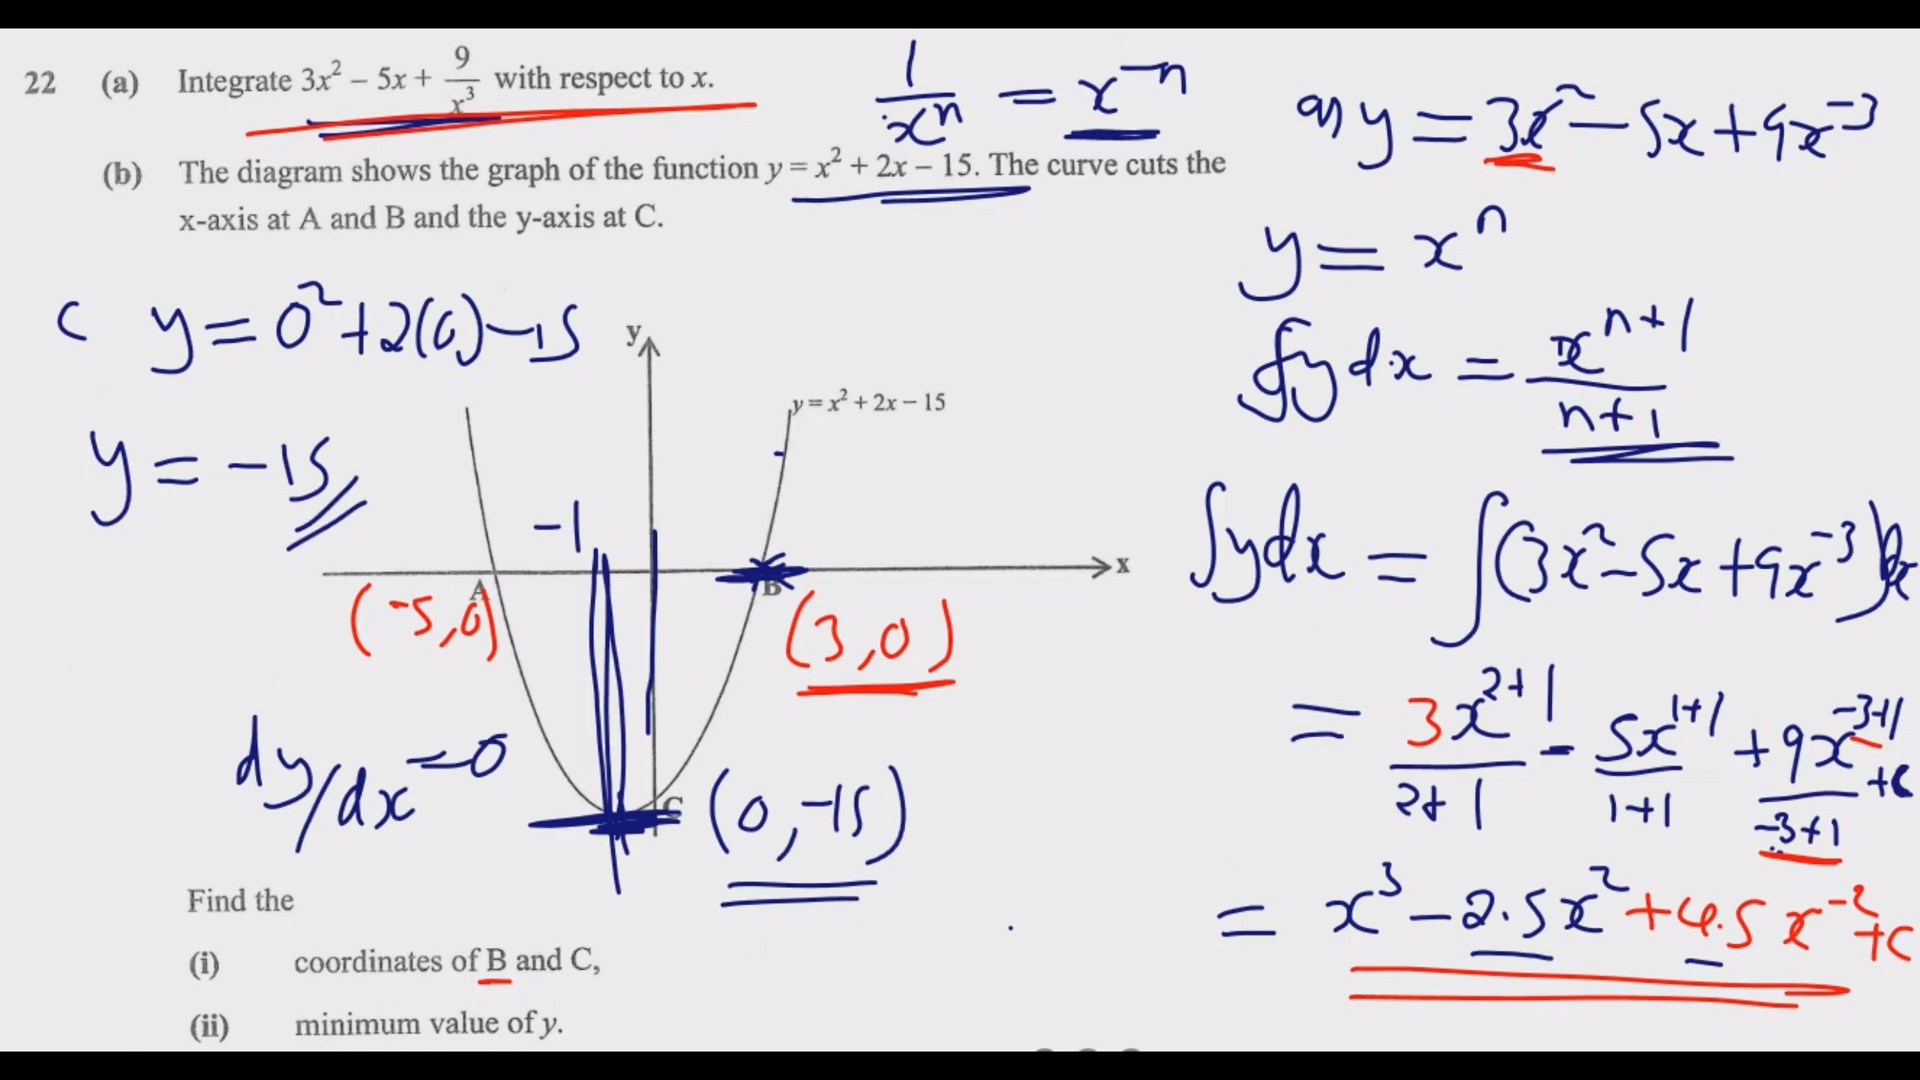 22 (a) Integrate 3x² − 5x + 9/x³ with respect to x.
1/xⁿ = x⁻ⁿ
a) y = 3x² − 5x + 9x⁻³
(b) The diagram shows the graph of the function y = x² + 2x − 15. The curve cuts the
x-axis at A and B and the y-axis at C.
y = xⁿ
C y = 0² + 2(0) − 15
∫y dx = xⁿ⁺¹/n+1
y
y = x² + 2x − 15
y = −15
−1
x
A
B
(−5,0)
(3,0)
∫ydx = ∫(3x² − 5x + 9x⁻³)dx
dy/dx = 0
C
(0,−15)
= 3x²⁺¹/2+1 − 5x¹⁺¹/1+1 + 9x⁻³⁺¹/−3+1 + c
= x³ − 2.5x² + 4.5x⁻² + c
Find the
(i) coordinates of B and C,
(ii) minimum value of y.